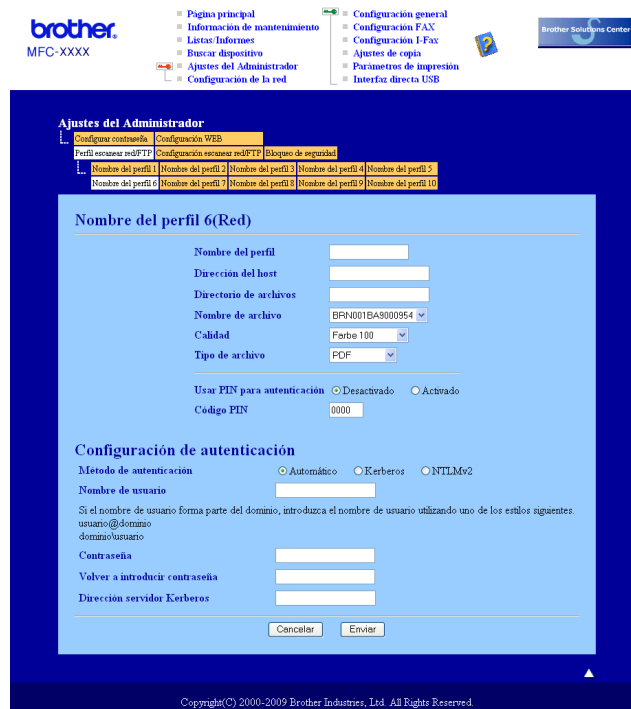 brother.
MFC-XXXX
Página principal
Información de mantenimiento
Listas/Informes
Buscar dispositivo
Ajustes del Administrador
Configuración de la red
Configuración general
Configuración FAX
Configuración I-Fax
Ajustes de copia
Parámetros de impresión
Interfaz directa USB
?
Brother Solutions Center
Ajustes del Administrador
Configurar contraseña Configuración WEB
Perfil escanear red/FTP Configuración escanear red/FTP Bloqueo de seguridad
Nombre del perfil 1 Nombre del perfil 2 Nombre del perfil 3 Nombre del perfil 4 Nombre del perfil 5
Nombre del perfil 6 Nombre del perfil 7 Nombre del perfil 8 Nombre del perfil 9 Nombre del perfil 10
Nombre del perfil 6(Red)
Nombre del perfil
Dirección del host
Directorio de archivos
Nombre de archivo BRN001BA9000954
Calidad Farbe 100
Tipo de archivo PDF
Usar PIN para autenticación Desactivado Activado
Código PIN 0000
Configuración de autenticación
Método de autenticación Automático Kerberos NTLMv2
Nombre de usuario
Si el nombre de usuario forma parte del dominio, introduzca el nombre de usuario utilizando uno de los estilos siguientes.
usuario@dominio
dominio\usuario
Contraseña
Volver a introducir contraseña
Dirección servidor Kerberos
Cancelar Enviar
Copyright(C) 2000-2009 Brother Industries, Ltd. All Rights Reserved.